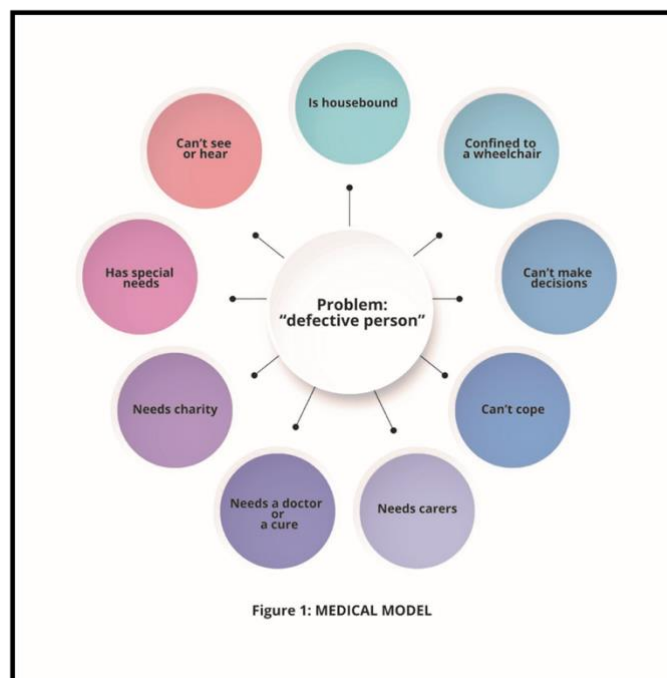 Is housebound
Can't see
or hear
Confined to
a wheelchair
Has special
needs
Can't make
decisions
Problem:
“defective person”
Needs charity
Can't cope
Needs a doctor
or
a cure
Needs carers
Figure 1: MEDICAL MODEL